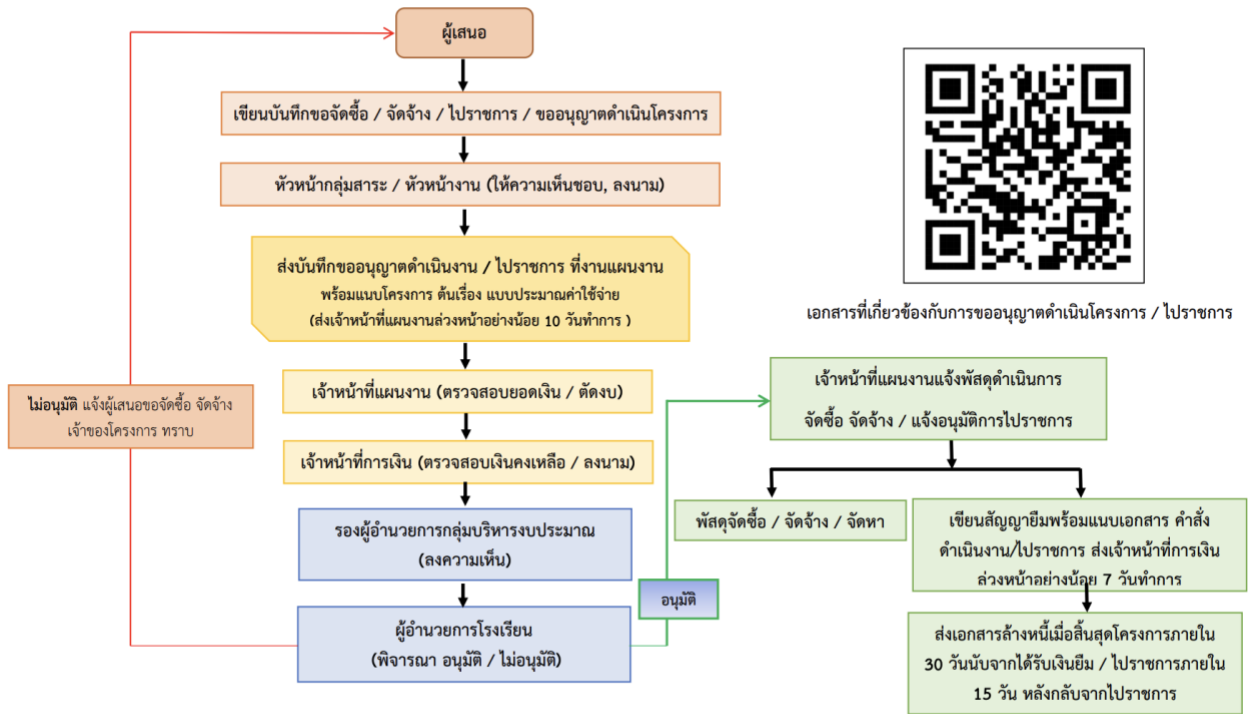 ผู้เสนอ
เขียนบันทึกขอจัดซื้อ / จัดจ้าง / ไปราชการ / ขออนุญาตดำเนินโครงการ
หัวหน้ากลุ่มสาระ / หัวหน้างาน (ให้ความเห็นชอบ, ลงนาม)
ส่งบันทึกขออนุญาตดำเนินงาน / ไปราชการ ที่งานแผนงาน
พร้อมแนบโครงการ ต้นเรื่อง แบบประมาณค่าใช้จ่าย
(ส่งเจ้าหน้าที่แผนงานล่วงหน้าอย่างน้อย 10 วันทำการ )
เจ้าหน้าที่แผนงาน (ตรวจสอบยอดเงิน / ตัดงบ)
เจ้าหน้าที่การเงิน (ตรวจสอบเงินคงเหลือ / ลงนาม)
รองผู้อำนวยการกลุ่มบริหารงบประมาณ
(ลงความเห็น)
ผู้อำนวยการโรงเรียน
(พิจารณา อนุมัติ / ไม่อนุมัติ)
ไม่อนุมัติ แจ้งผู้เสนอขอจัดซื้อ จัดจ้าง
เจ้าของโครงการ ทราบ
อนุมัติ
เอกสารที่เกี่ยวข้องกับการขออนุญาตดำเนินโครงการ / ไปราชการ
เจ้าหน้าที่แผนงานแจ้งพัสดุดำเนินการ
จัดซื้อ จัดจ้าง / แจ้งอนุมัติการไปราชการ
พัสดุจัดซื้อ / จัดจ้าง / จัดหา
เขียนสัญญายืมพร้อมแนบเอกสาร คำสั่ง
ดำเนินงาน/ไปราชการ ส่งเจ้าหน้าที่การเงิน
ล่วงหน้าอย่างน้อย 7 วันทำการ
ส่งเอกสารล้างหนี้เมื่อสิ้นสุดโครงการภายใน
30 วันนับจากได้รับเงินยืม / ไปราชการภายใน
15 วัน หลังกลับจากไปราชการ